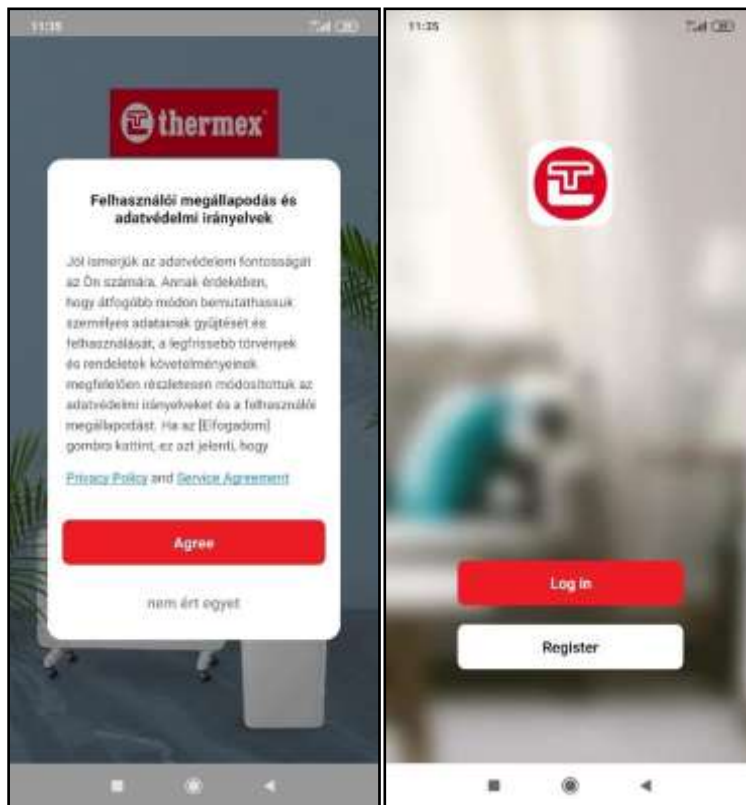 11:35
thermex
Felhasználói megállapodás és
adatvédelmi irányelvek
Jól ismerjük az adatvédelem fontosságát
az Ön számára. Annak érdekében,
hogy átfogóbb módon bemutathassuk
személyes adatainak gyűjtését és
felhasználását, a legfrissebb törvények
és rendeletek követelményeinek
megfelelően részletesen módosítottuk az
adatvédelmi irányelveket és a felhasználói
megállapodást. Ha az [Elfogadom]
gombra kattint, ez azt jelenti, hogy
Privacy Policy and Service Agreement
Agree
nem ért egyet
11:35
Log in
Register